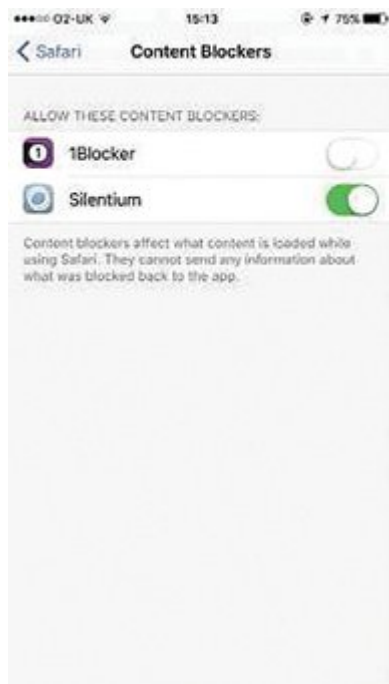 O2-UK 15:13 75%
Safari Content Blockers
ALLOW THESE CONTENT BLOCKERS:
1Blocker
Silentium
Content blockers affect what content is loaded while
using Safari. They cannot send any information about
what was blocked back to the app.